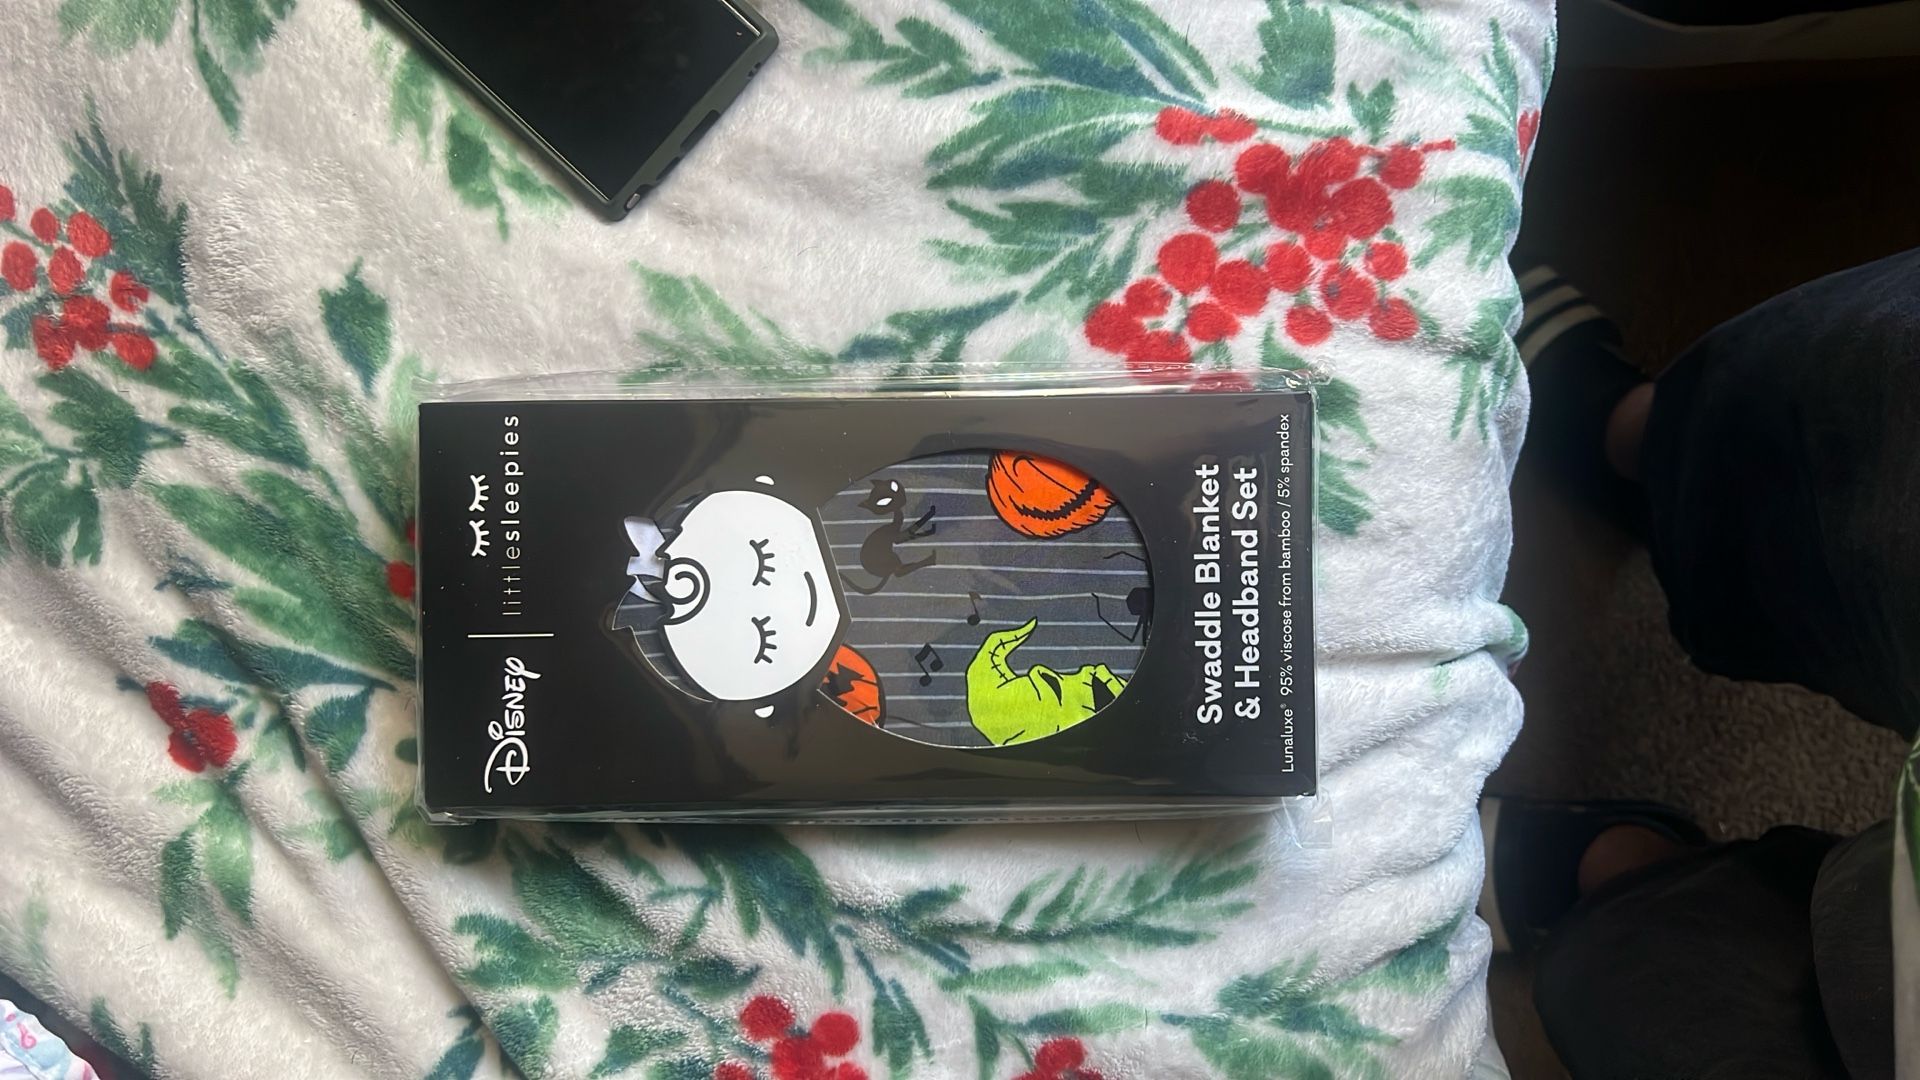 Disney | littlesleepies
Swaddle Blanket
& Headband Set
Lunaluxe® 95% viscose from bamboo / 5% spandex